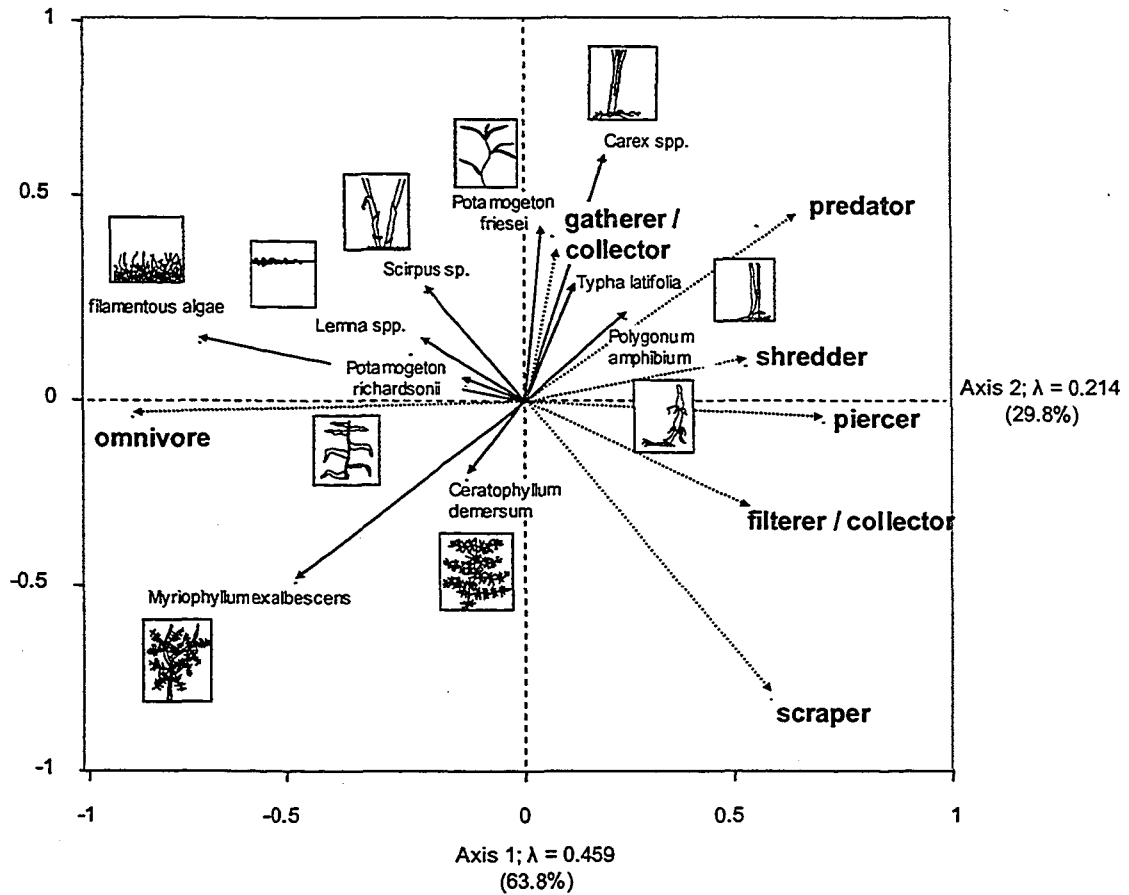 1
Carex spp.
0.5
Potamogeton
friesei
gatherer /
collector
predator
Scirpus sp.
Typha latifolia
filamentous algae
Lemna spp.
Polygonum
amphibium
Potamogeton
richardsonii
shredder
0
Axis 2; λ = 0.214
(29.8%)
omnivore
piercer
Ceratophyllum
demersum
filterer / collector
-0.5
Myriophyllum exalbescens
scraper
-1
-1
-0.5
0
0.5
1
Axis 1; λ = 0.459
(63.8%)